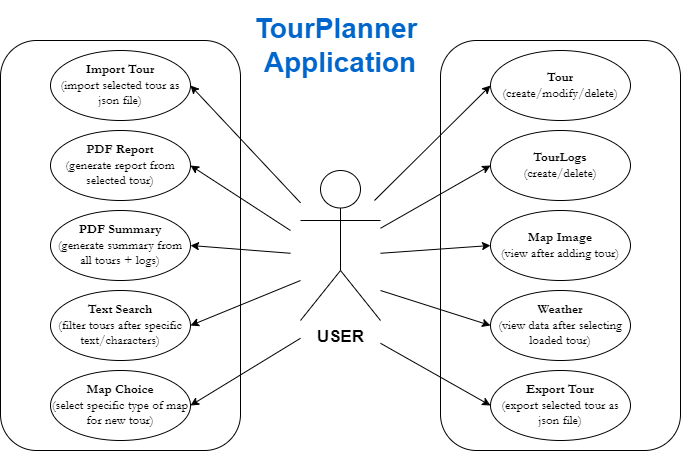 TourPlanner
Application
Import Tour
(import selected tour as
json file)
PDF Report
(generate report from
selected tour)
PDF Summary
(generate summary from
all tours + logs)
Text Search
(filter tours after specific
text/characters)
Map Choice
(select specific type of map
for new tour)
USER
Tour
(create/modify/delete)
TourLogs
(create/delete)
Map Image
(view after adding tour)
Weather
(view data after selecting
loaded tour)
Export Tour
(export selected tour as
json file)